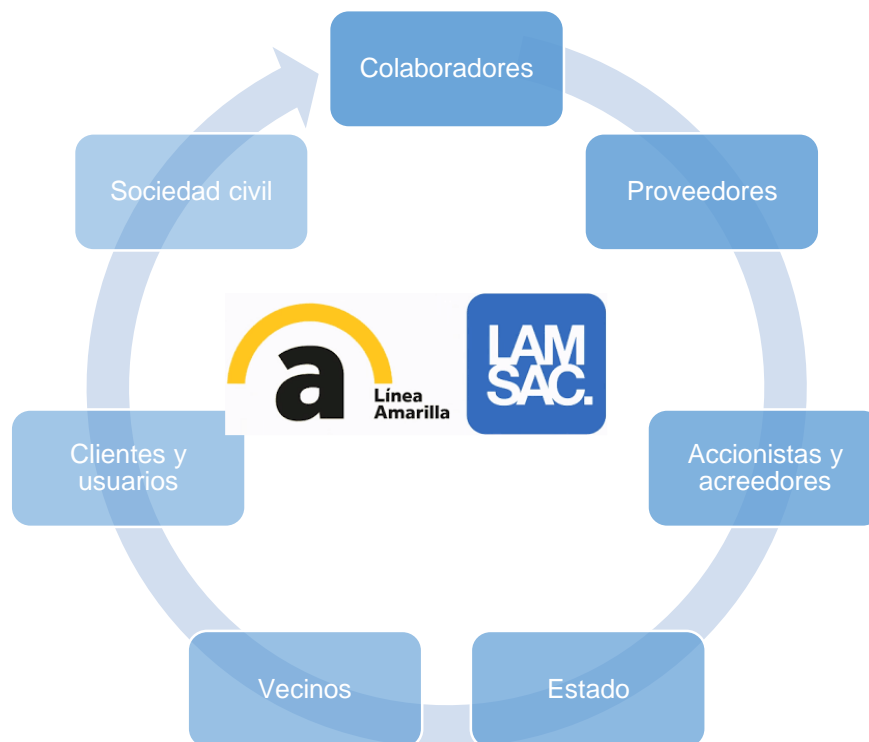 Colaboradores
Proveedores
Accionistas y
acreedores
Estado
Vecinos
Clientes y
usuarios
Sociedad civil
a
Línea
Amarilla
LAM
SAC.